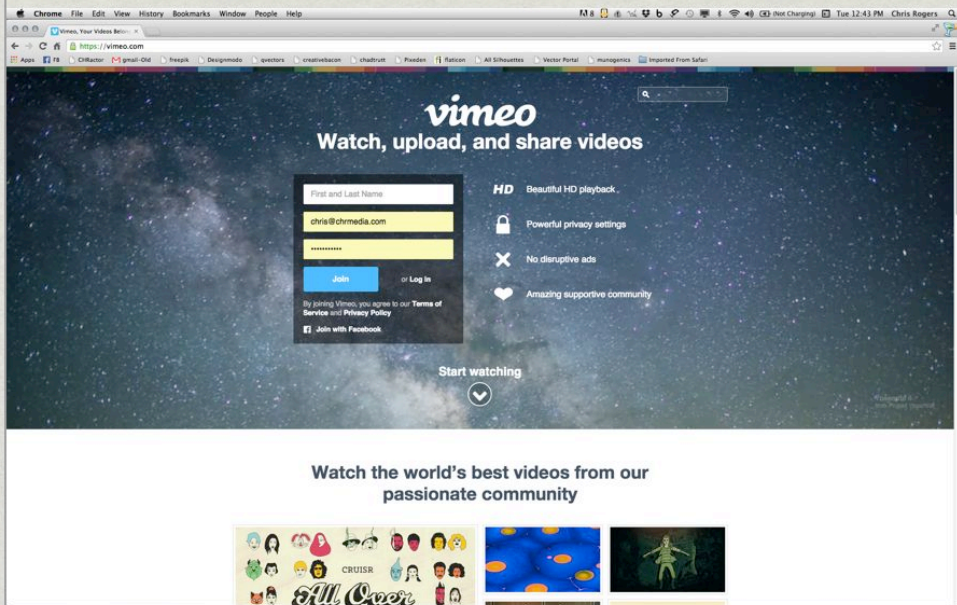 Chrome File Edit View History Bookmarks Window People Help
8 (Not Charging) Tue 12:43 PM Chris Rogers
Vimeo, Your Videos Belong
https://vimeo.com
Apps FB CHRactor gmail-Old freepik Designmodo qvectors creativebacon chadtrust Pixeden flaticon All Silhouettes Vector Portal munogenics Imported From Safari
vimeo
Watch, upload, and share videos
First and Last Name
HD Beautiful HD playback
chris@chrmedia.com
Powerful privacy settings
•••••••••••
No disruptive ads
Join or Log In
Amazing supportive community
By joining Vimeo, you agree to our Terms of
Service and Privacy Policy
Join with Facebook
Start watching
Watch the world's best videos from our
passionate community
CRUISR
All Over